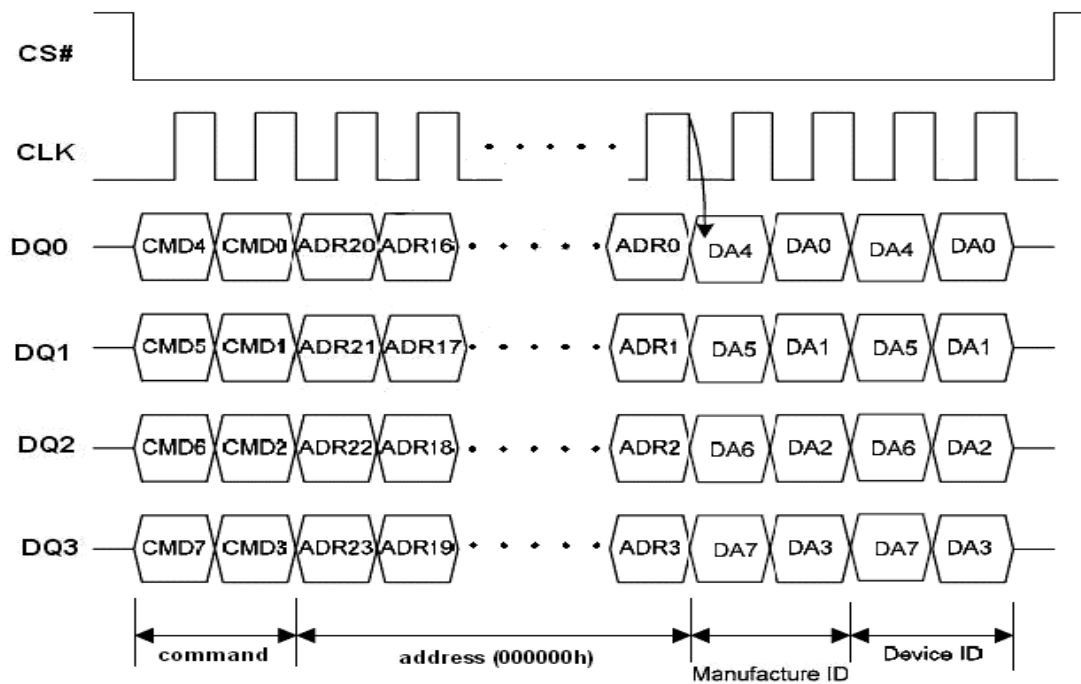 CS#
CLK
DQ0 CMD4 CMD0 ADR20 ADR16 ADR0 DA4 DA0 DA4 DA0
DQ1 CMD5 CMD1 ADR21 ADR17 ADR1 DA5 DA1 DA5 DA1
DQ2 CMD6 CMD2 ADR22 ADR18 ADR2 DA6 DA2 DA6 DA2
DQ3 CMD7 CMD3 ADR23 ADR19 ADR3 DA7 DA3 DA7 DA3
command address (000000h) Manufacture ID Device ID